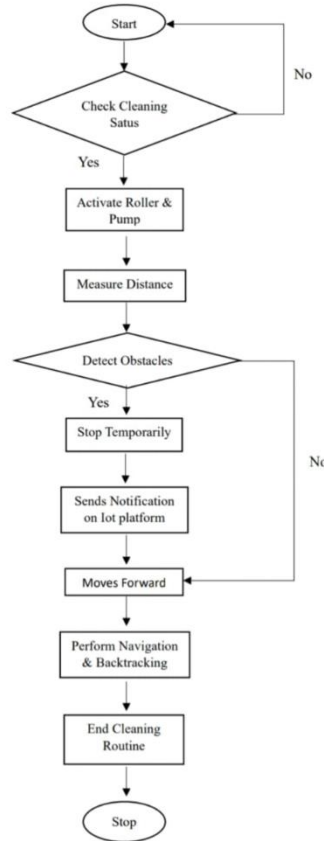 Start
No
Check Cleaning
Satus
Yes
Activate Roller &
Pump
Measure Distance
Detect Obstacles
Yes
Stop Temporarily
No
Sends Notification
on Iot platform
Moves Forward
Perform Navigation
& Backtracking
End Cleaning
Routine
Stop